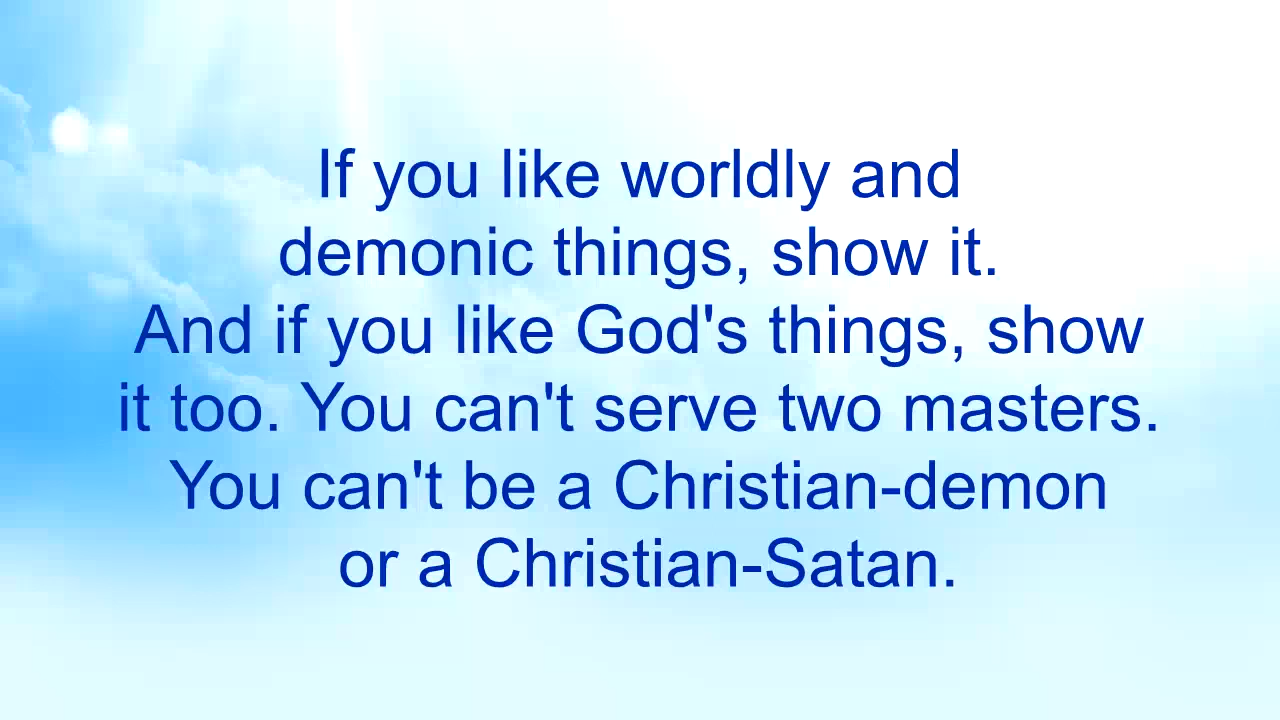 If you like worldly and
demonic things, show it.
And if you like God's things, show
it too. You can't serve two masters.
You can't be a Christian-demon
or a Christian-Satan.